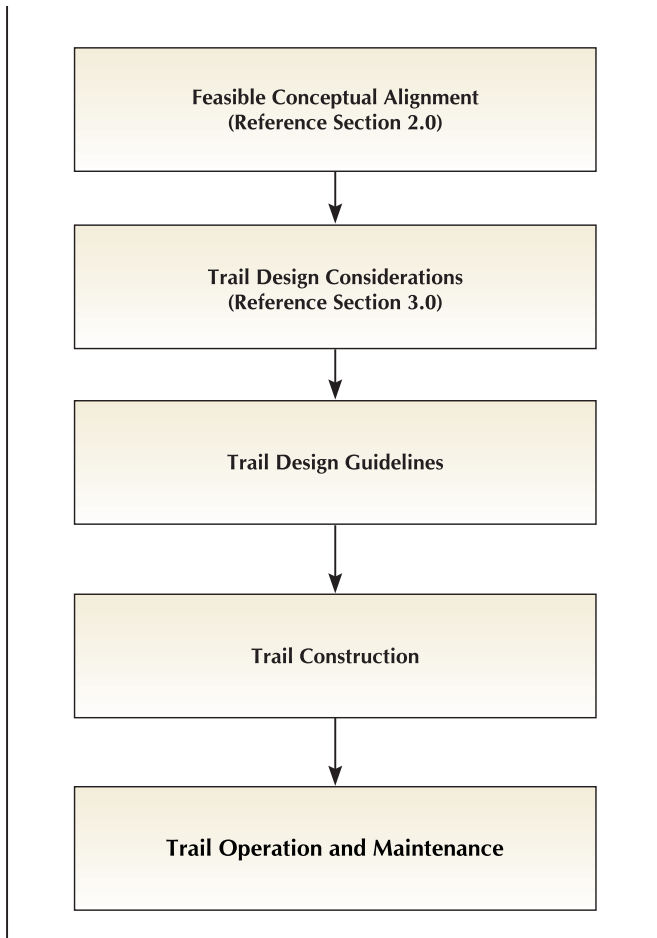 Feasible Conceptual Alignment
(Reference Section 2.0)
Trail Design Considerations
(Reference Section 3.0)
Trail Design Guidelines
Trail Construction
Trail Operation and Maintenance